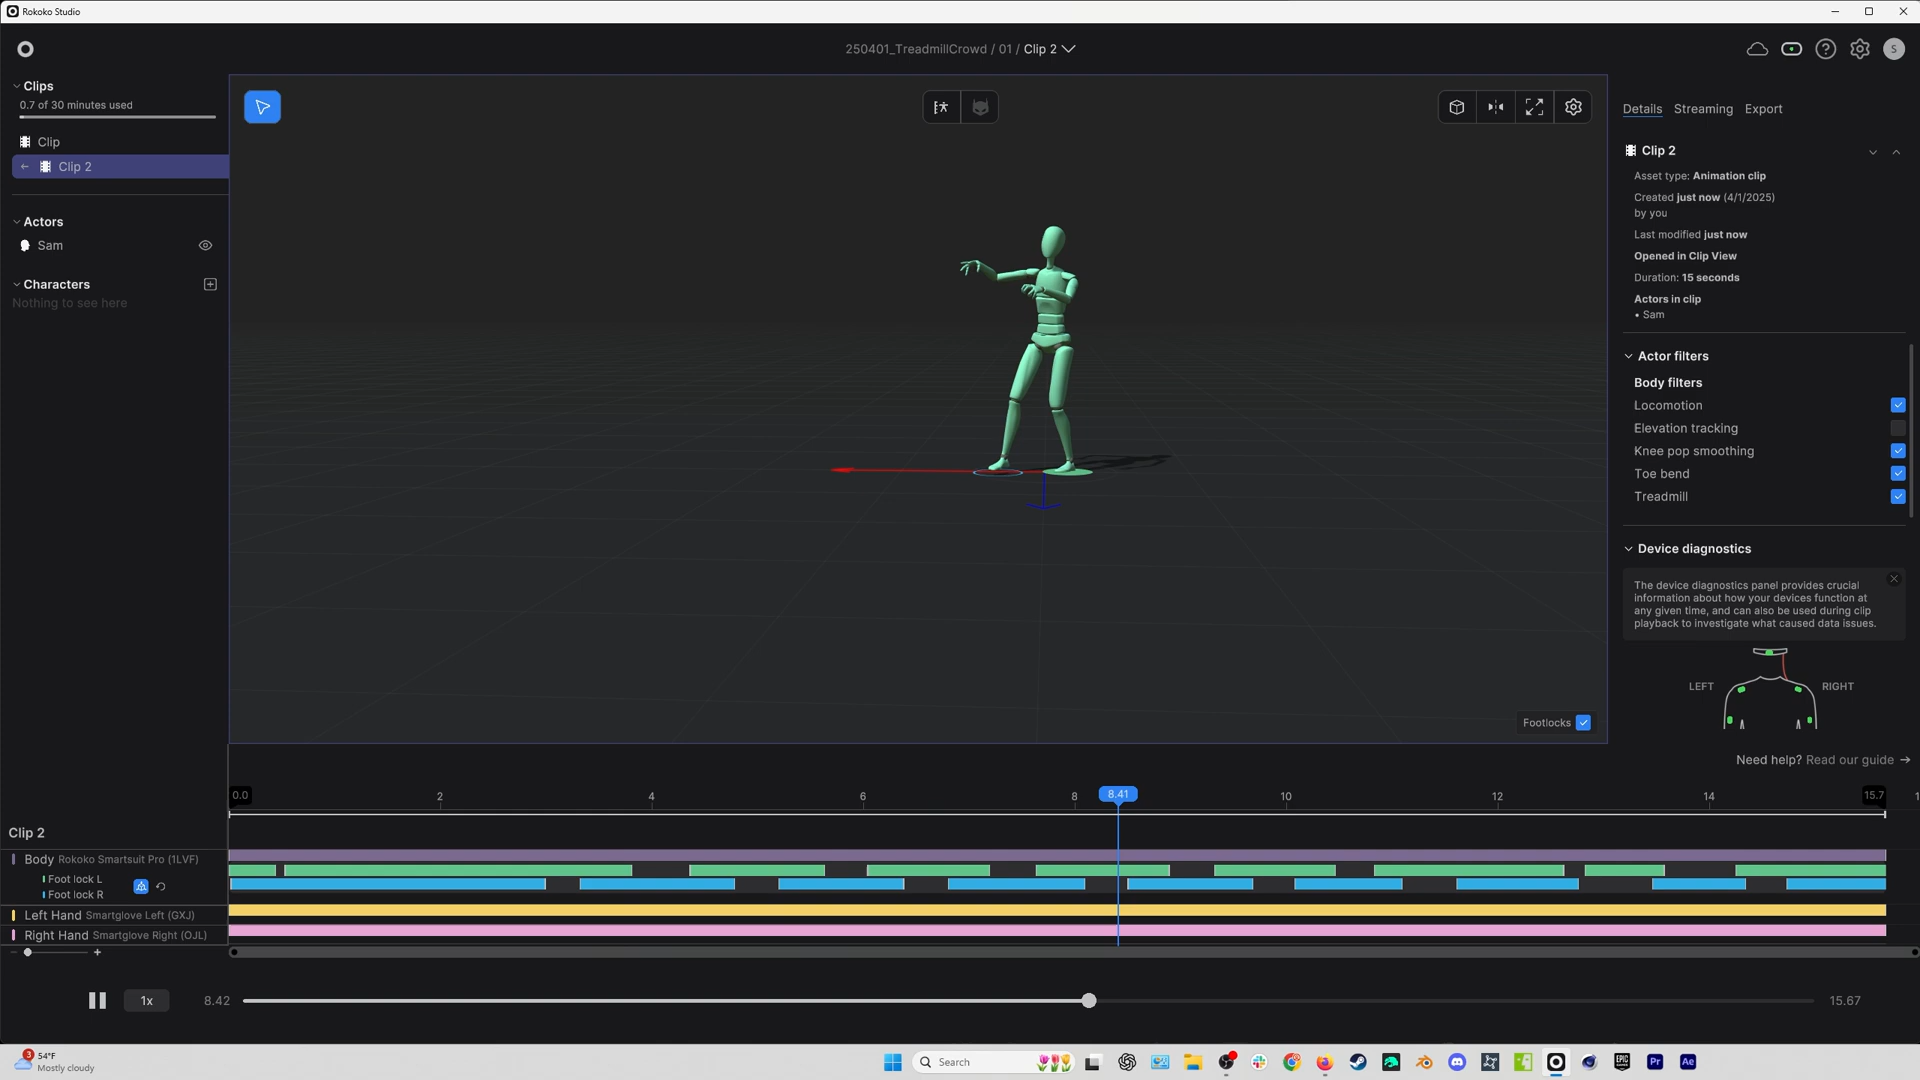 Rokoko Studio
250401_TreadmillCrowd / 01 / Clip 2
S
Clips
0.7 of 30 minutes used
Clip
Clip 2
Actors
Sam
Characters
Nothing to see here
Details Streaming Export
Clip 2
Asset type: Animation clip
Created just now (4/1/2025)
by you
Last modified just now
Opened in Clip View
Duration: 15 seconds
Actors in clip
• Sam
Actor filters
Body filters
Locomotion
Elevation tracking
Knee pop smoothing
Toe bend
Treadmill
Device diagnostics
The device diagnostics panel provides crucial
information about how your devices function at
any given time, and can also be used during clip
playback to investigate what caused data issues.
LEFT RIGHT
Footlocks
Need help? Read our guide →
0.0 2 4 6 8 8.41 10 12 14 15.7 1
Clip 2
Body Rokoko Smartsuit Pro (1LVF)
Foot lock L
Foot lock R
Left Hand Smartglove Left (GXJ)
Right Hand Smartglove Right (OJL)
1x 8.42 15.67
3
54°F
Mostly cloudy
Search
EPIC
Pr
Ae